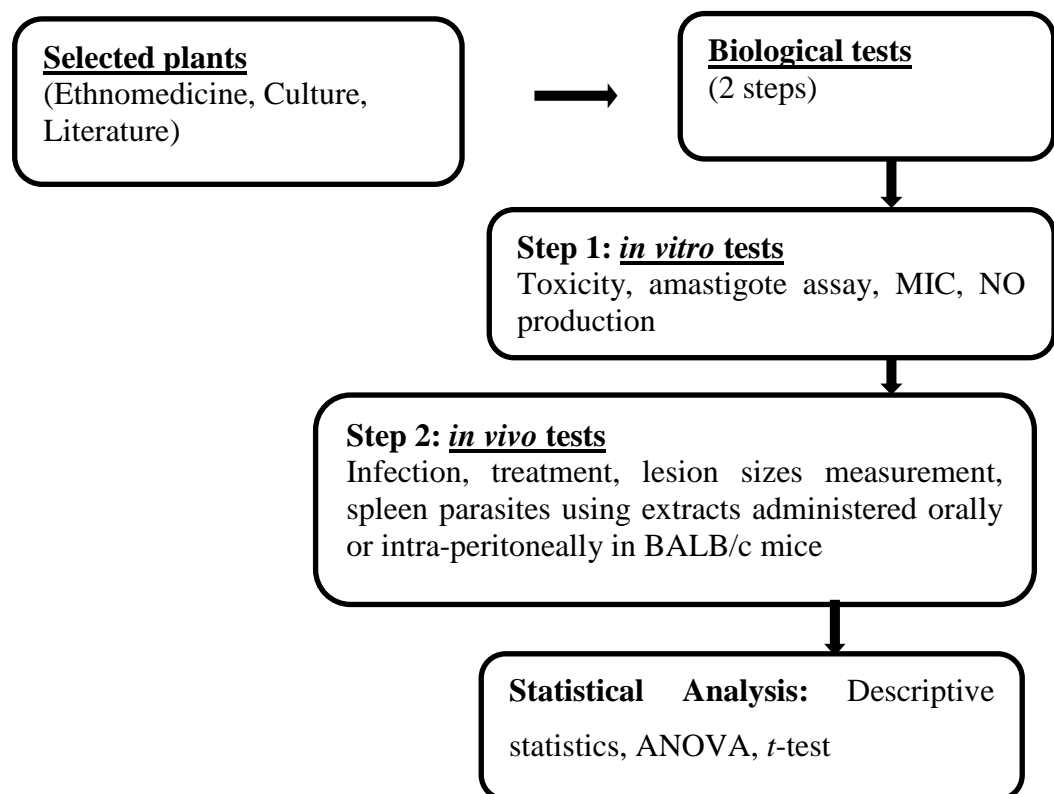 Selected plants
(Ethnomedicine, Culture,
Literature)
Biological tests
(2 steps)
Step 1: in vitro tests
Toxicity, amastigote assay, MIC, NO
production
Step 2: in vivo tests
Infection, treatment, lesion sizes measurement,
spleen parasites using extracts administered orally
or intra-peritoneally in BALB/c mice
Statistical Analysis: Descriptive
statistics, ANOVA, t-test